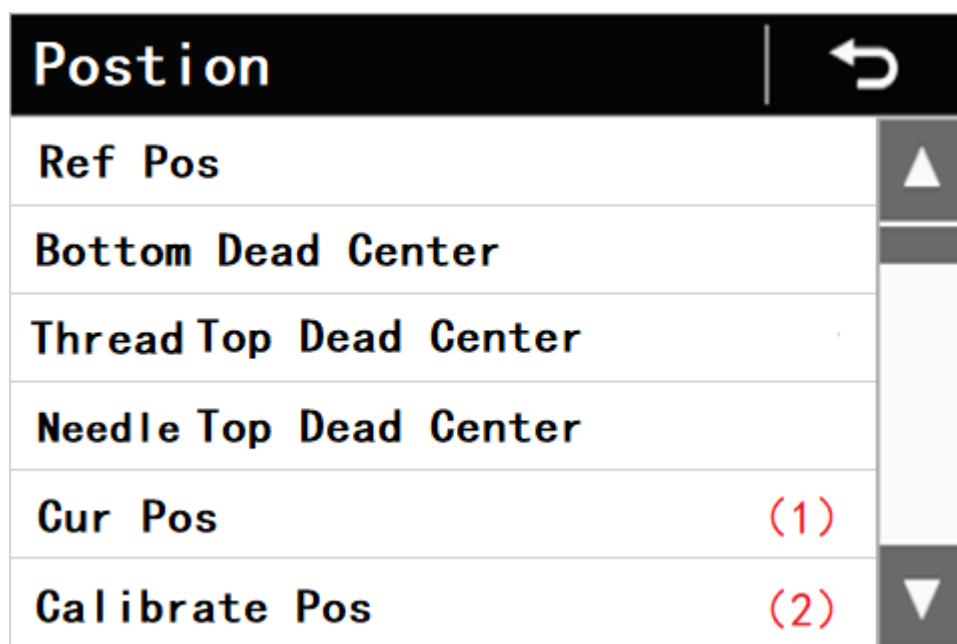 Postion
Ref Pos
Bottom Dead Center
Thread Top Dead Center
Needle Top Dead Center
Cur Pos (1)
Calibrate Pos (2)